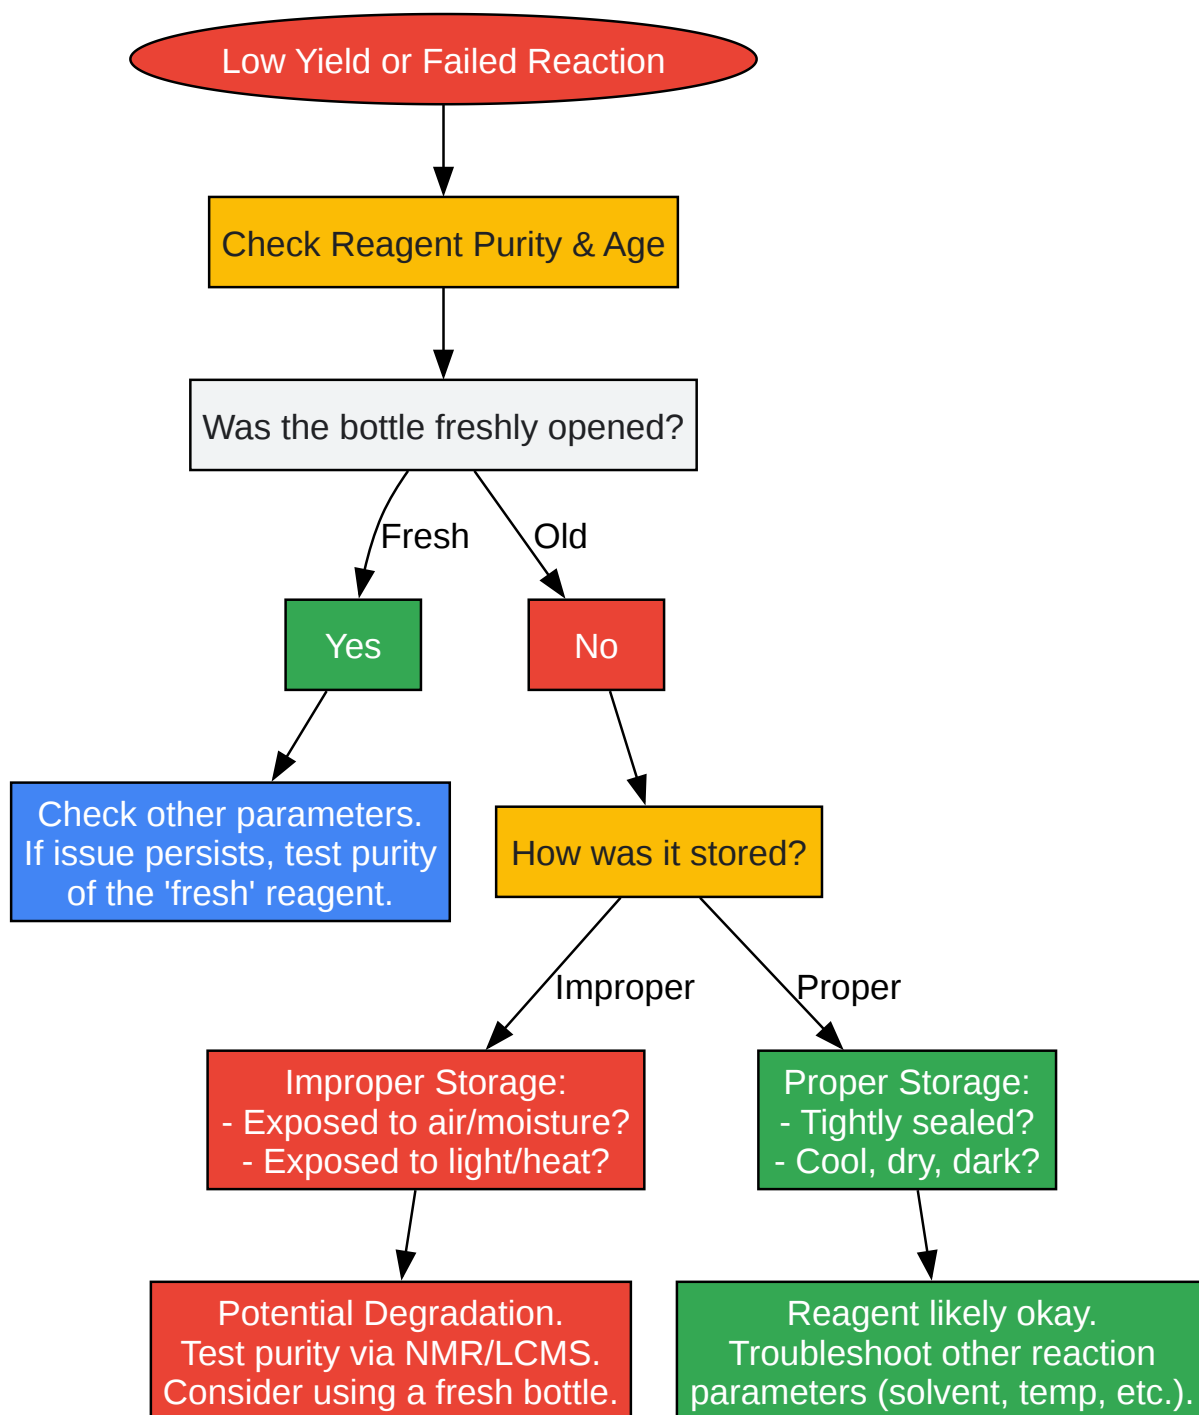 Low Yield or Failed Reaction
Check Reagent Purity & Age
Was the bottle freshly opened?
Fresh
Old
Yes
No
Check other parameters.
If issue persists, test purity
of the 'fresh' reagent.
How was it stored?
Improper
Proper
Improper Storage:
- Exposed to air/moisture?
- Exposed to light/heat?
Proper Storage:
- Tightly sealed?
- Cool, dry, dark?
Potential Degradation.
Test purity via NMR/LCMS.
Consider using a fresh bottle.
Reagent likely okay.
Troubleshoot other reaction
parameters (solvent, temp, etc.).